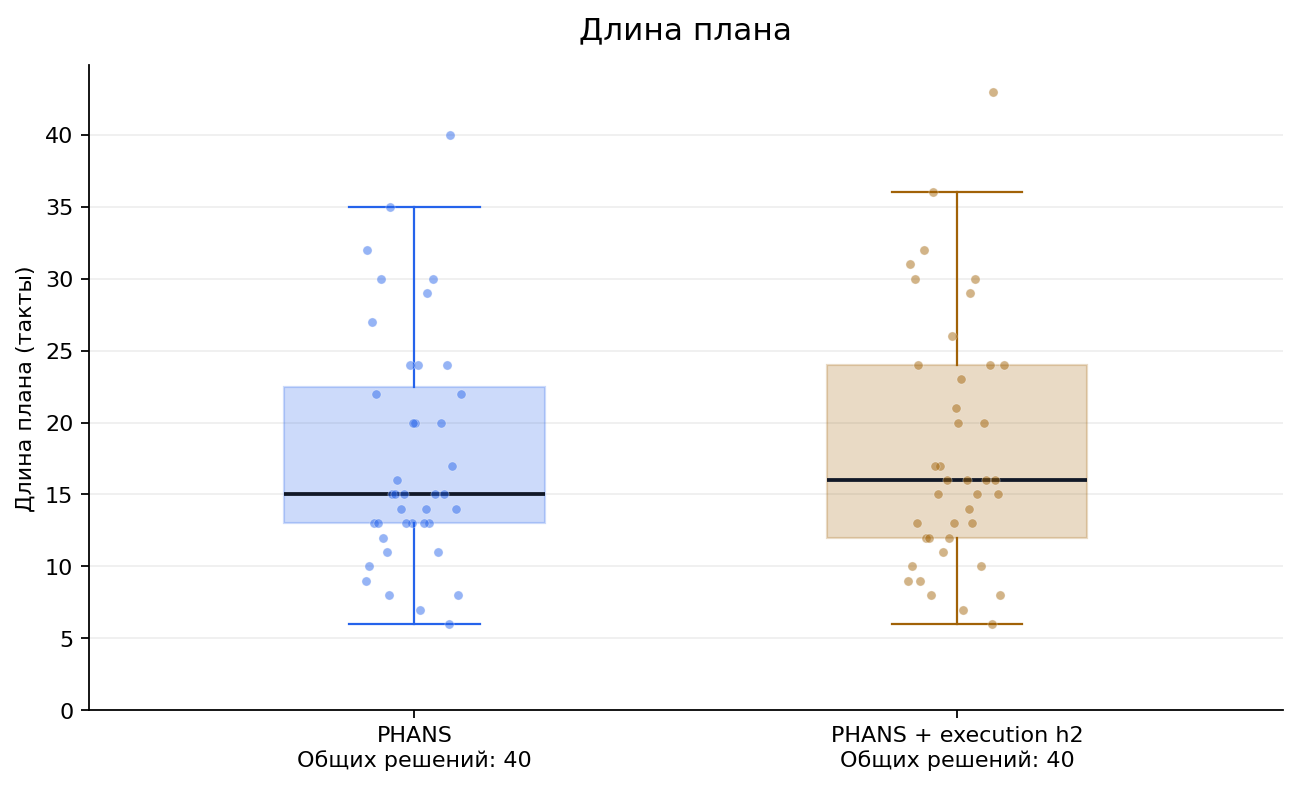 Длина плана
Длина плана (такты)
40
35
30
25
20
15
10
5
0
PHANS
Общих решений: 40
PHANS + execution h2
Общих решений: 40